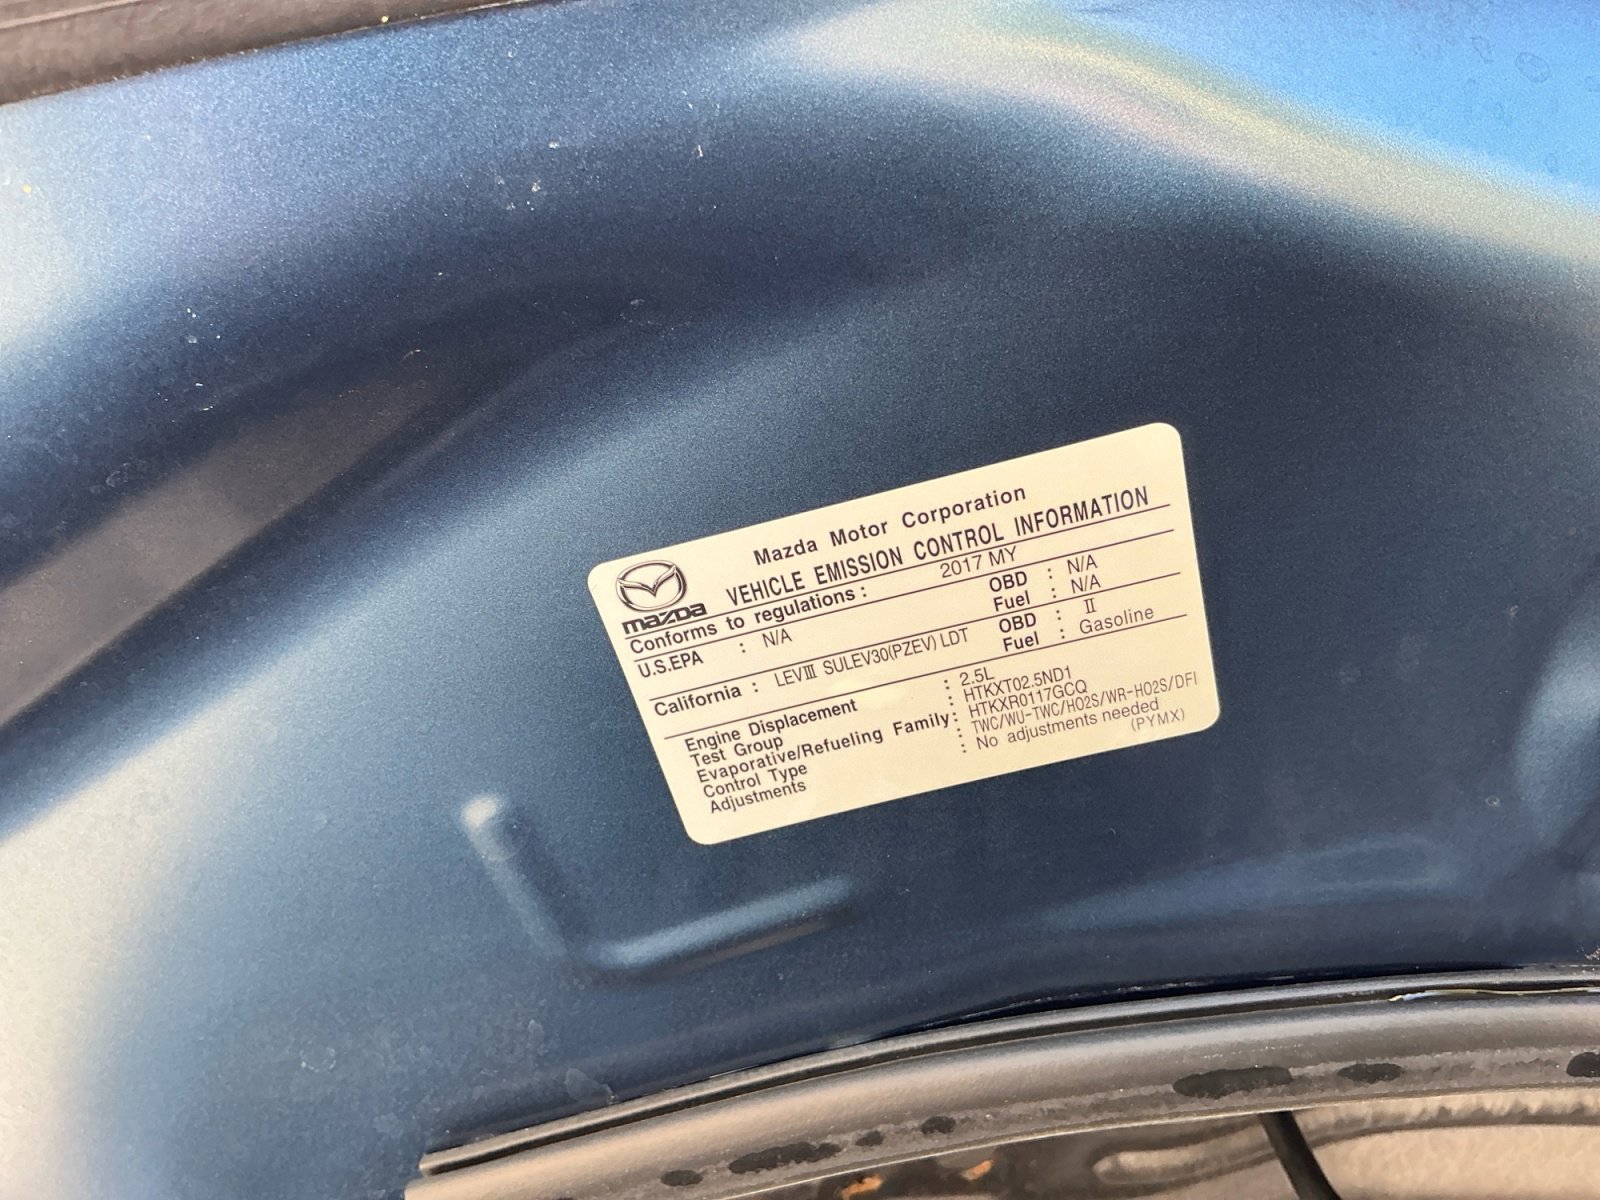 Mazda Motor Corporation
mazda VEHICLE EMISSION CONTROL INFORMATION
Conforms to regulations : 2017 MY
U.S.EPA : N/A OBD : N/A
Fuel : N/A
California : LEVIII SULEV30(PZEV) LDT OBD : II
Fuel : Gasoline
Engine Displacement : 2.5L
Test Group : HTKXT02.5ND1
Evaporative/Refueling Family : HTKXR0117GCQ
Control Type : TWC/WU-TWC/HO2S/WR-HO2S/DFI
Adjustments : No adjustments needed
(PYMX)